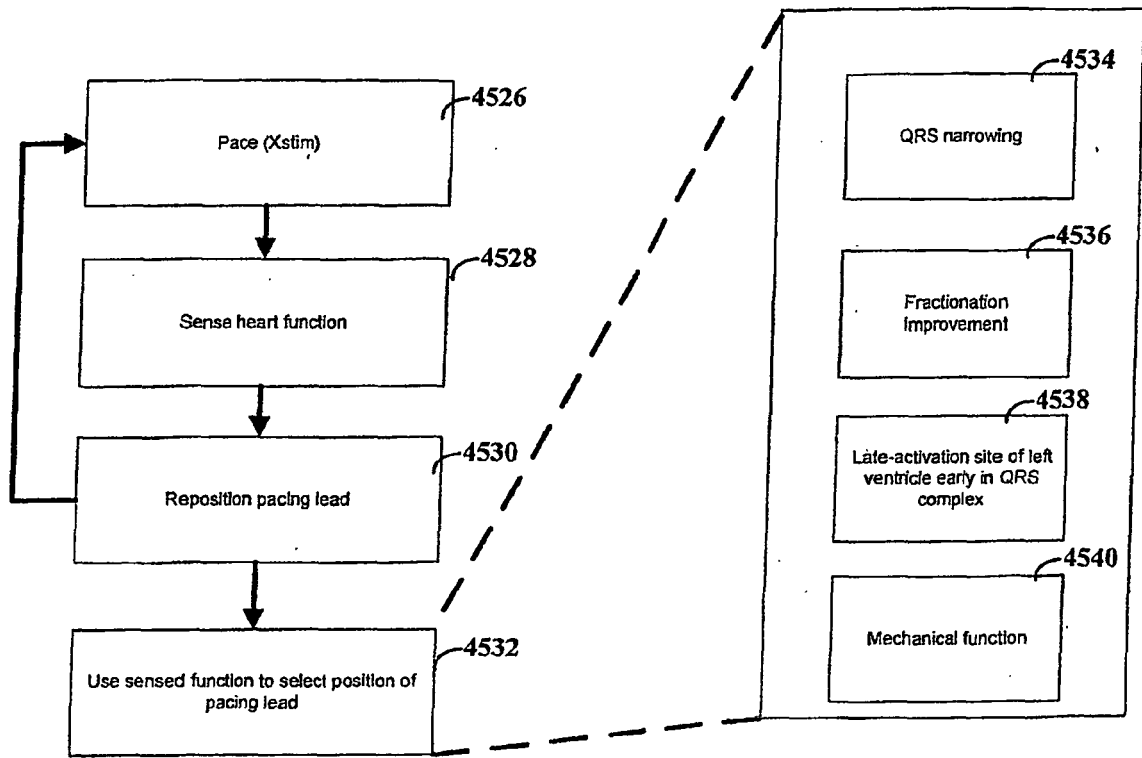 4526
Pace (Xstim)
4528
Sense heart function
4530
Reposition pacing lead
4532
Use sensed function to select position of
pacing lead
4534
QRS narrowing
4536
Fractionation
Improvement
4538
Late-activation site of left
ventricle early in QRS
complex
4540
Mechanical function